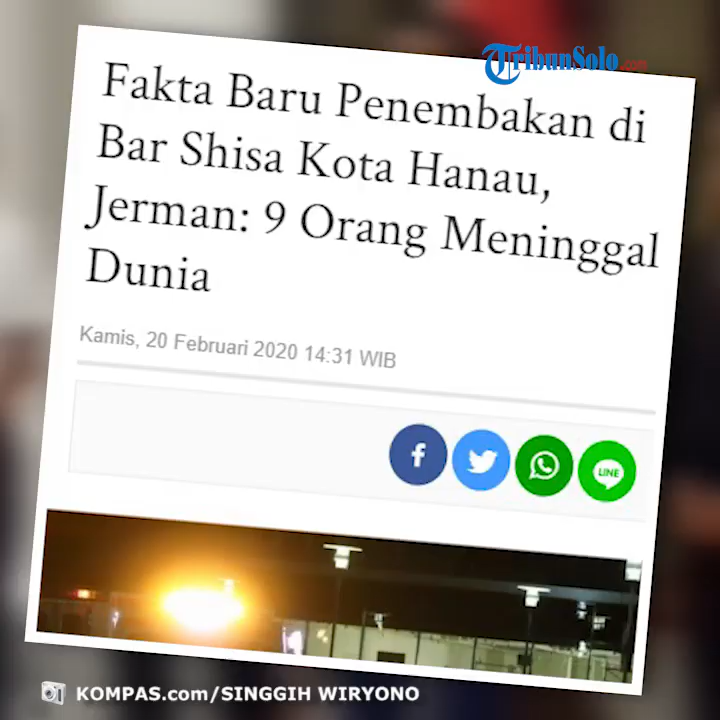 TribunSolo.com
Fakta Baru Penembakan di
Bar Shisa Kota Hanau,
Jerman: 9 Orang Meninggal
Dunia
Kamis, 20 Februari 2020 14:31 WIB
f
LINE
KOMPAS.com/SINGGIH WIRYONO